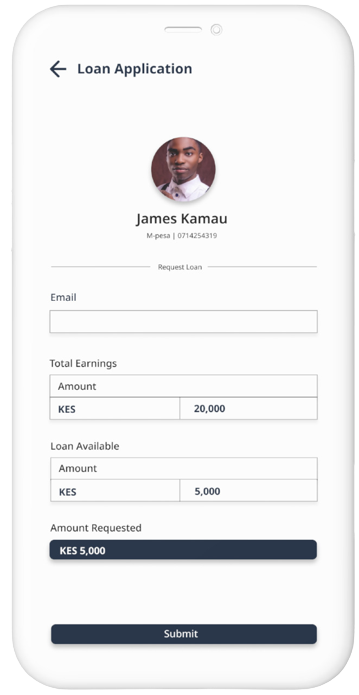 Loan Application
James Kamau
M-pesa | 0714254319
Request Loan
Email
Total Earnings
Amount
KES 20,000
Loan Available
Amount
KES 5,000
Amount Requested
KES 5,000
Submit